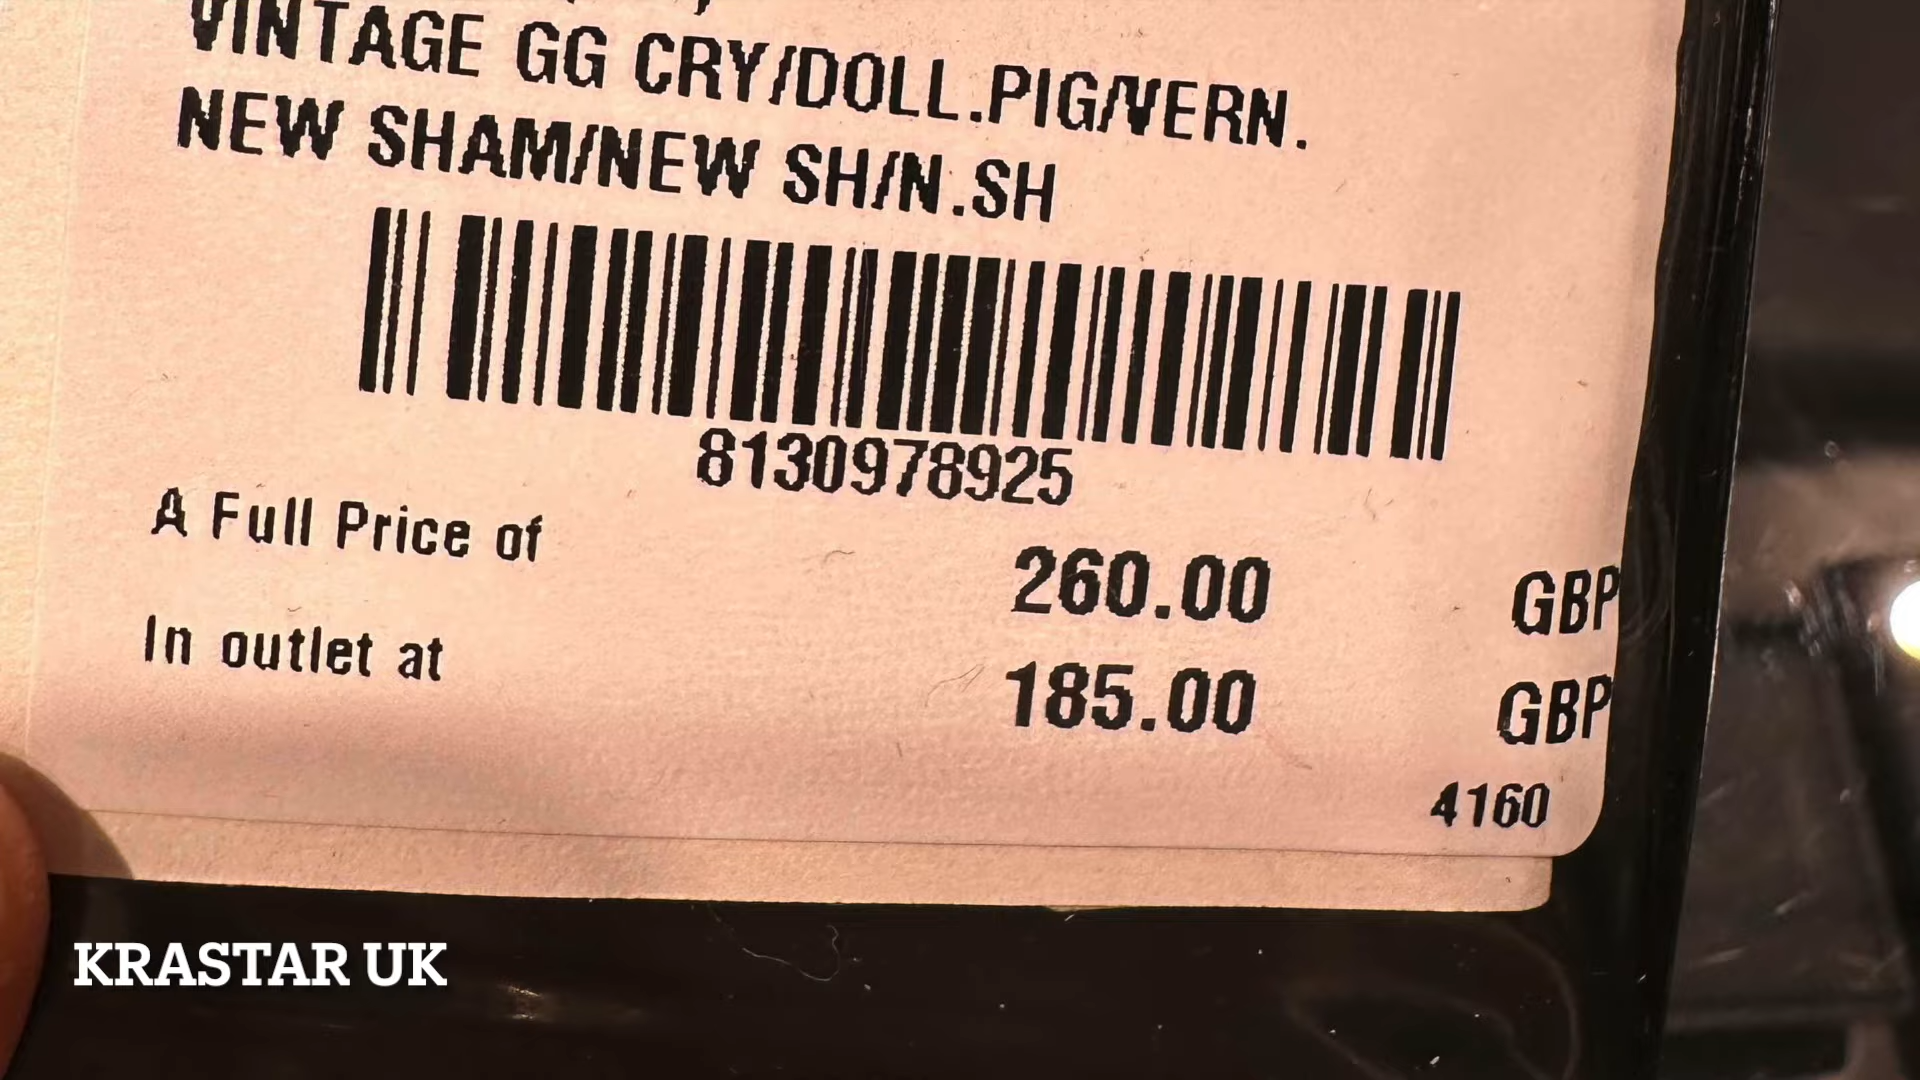 VINTAGE GG CRY/DOLL.PIG/VERN.
NEW SHAM/NEW SH/N.SH
8130978925
A Full Price of 260.00 GBP
In outlet at 185.00 GBP
4160
KRASTAR UK